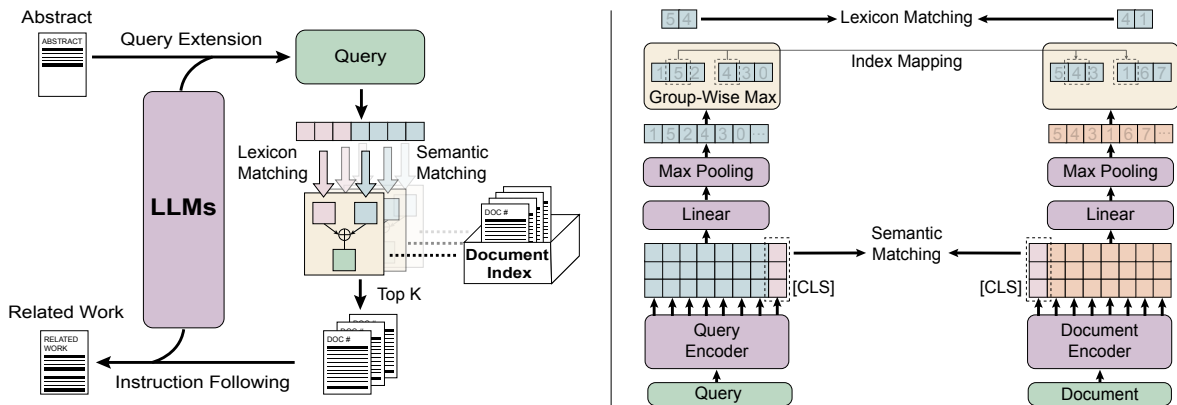 Abstract
ABSTRACT
Query Extension
Query
LLMs
Lexicon
Matching
Semantic
Matching
DOC #
Document
Index
Top K
DOC #
DOC #
Related Work
RELATED
WORK
Instruction Following
5 4
Lexicon Matching
4 1
1 5 2
4 3 0
Group-Wise Max
Index Mapping
5 4 3
1 6 7
1 5 2 4 3 0 ...
5 4 3 1 6 7 ...
Max Pooling
Max Pooling
Linear
Linear
Semantic
Matching
[CLS]
[CLS]
Query
Encoder
Document
Encoder
Query
Document